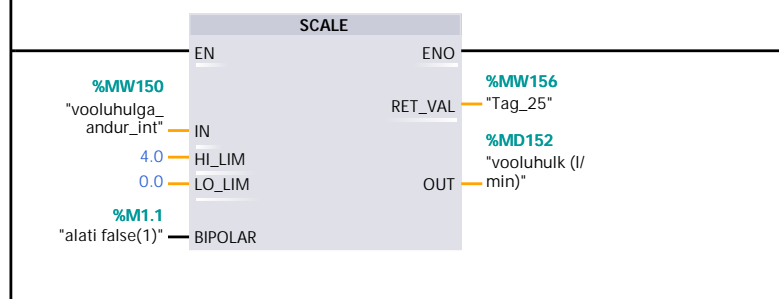 SCALE
EN
ENO
%MW150
"vooluhulga_
andur_int"
IN
%MW156
RET_VAL
"Tag_25"
4.0
HI_LIM
%MD152
"vooluhulk (l/
min)"
0.0
LO_LIM
OUT
%M1.1
"alati false(1)"
BIPOLAR